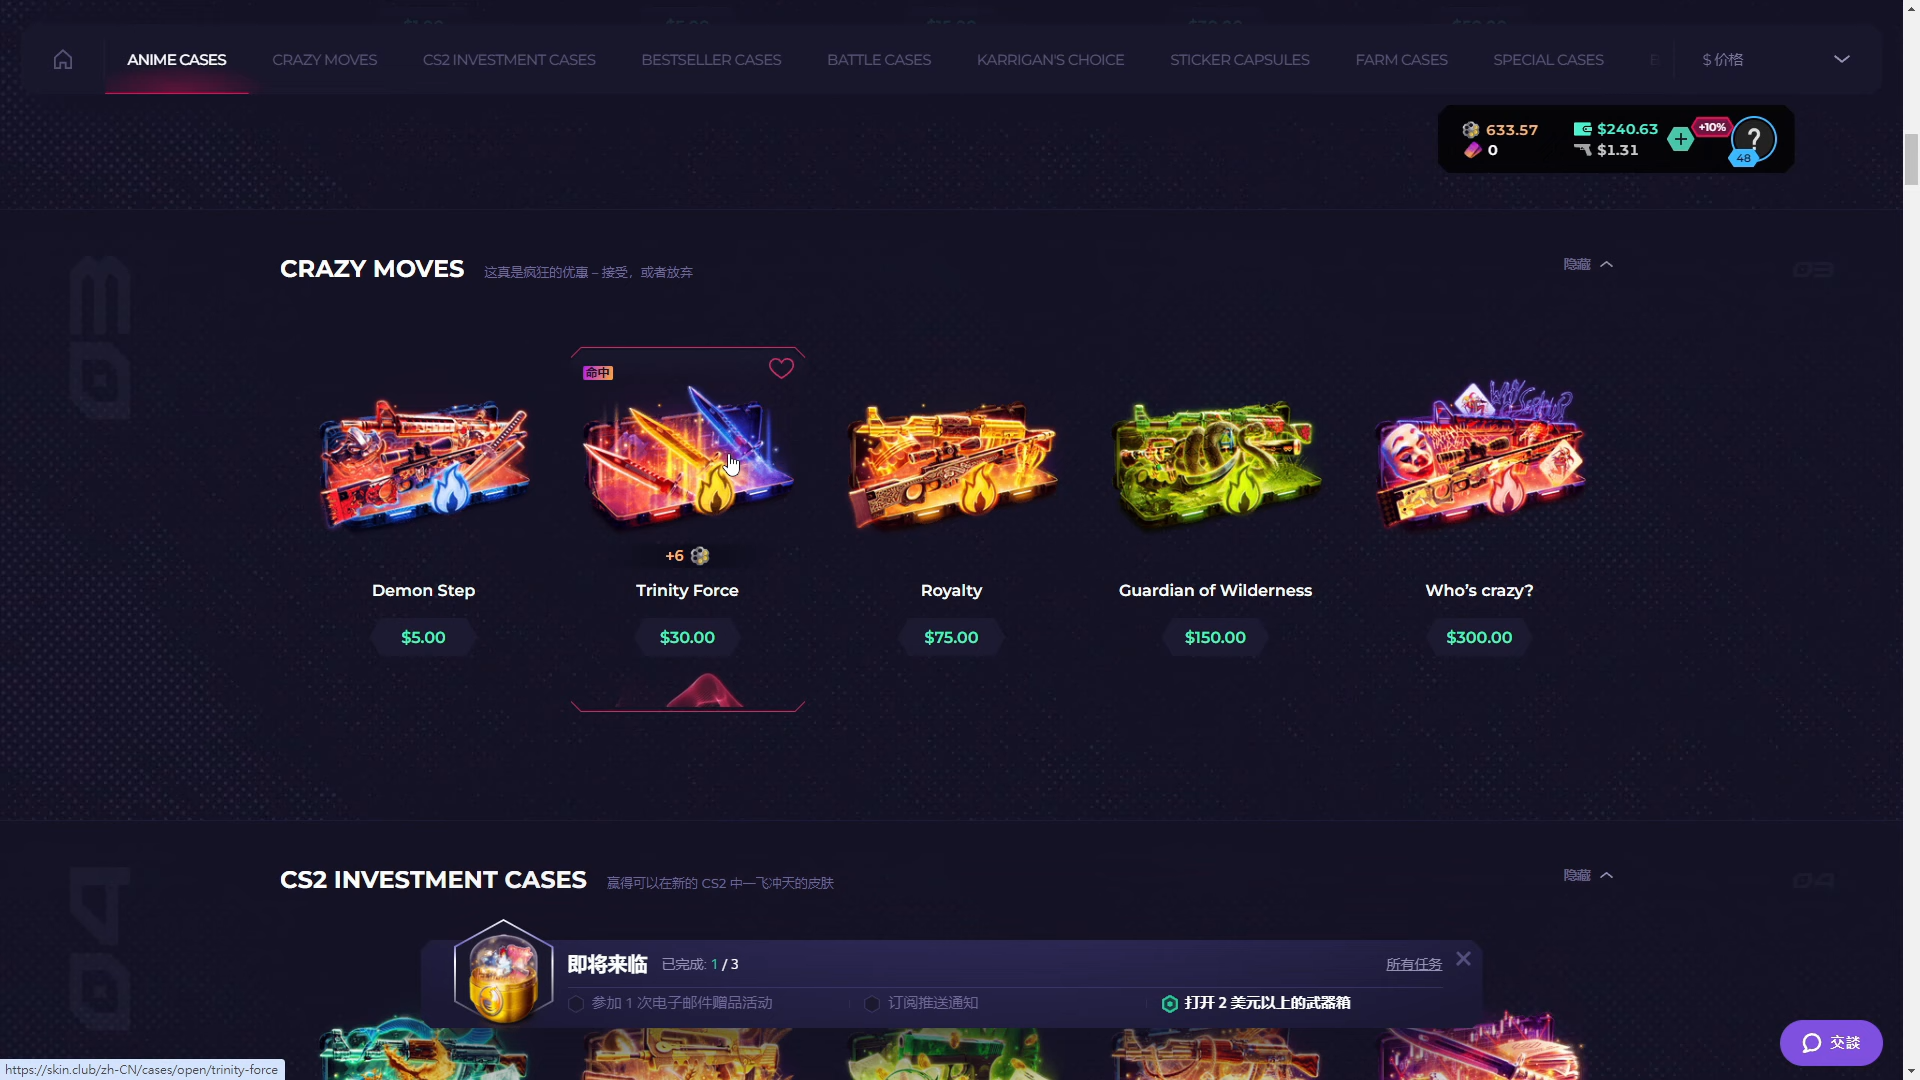 ANIME CASES
CRAZY MOVES
CS2 INVESTMENT CASES
BESTSELLER CASES
BATTLE CASES
KARRIGAN'S CHOICE
STICKER CAPSULES
FARM CASES
SPECIAL CASES
$ 价格
633.57
$240.63
+10%
0
$1.31
48
03
CRAZY MOVES
这真是疯狂的优惠 – 接受，或者放弃
隐藏
03
命中
+6
Demon Step
Trinity Force
Royalty
Guardian of Wilderness
Who's crazy?
$5.00
$30.00
$75.00
$150.00
$300.00
04
CS2 INVESTMENT CASES
赢得可以在新的 CS2 中一飞冲天的皮肤
隐藏
04
即将来临
已完成: 1 / 3
所有任务
参加 1 次电子邮件赠品活动
订阅推送通知
打开 2 美元以上的武器箱
交談
https://skin.club/zh-CN/cases/open/trinity-force